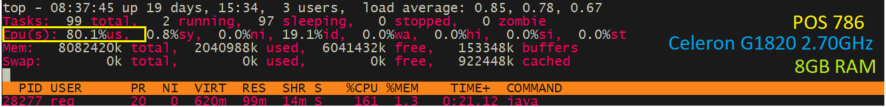 top - 08:37:45 up 19 days, 15:34,  3 users,  load average: 0.85, 0.78, 0.67
Tasks:  99 total,   2 running,  97 sleeping,   0 stopped,   0 zombie
Cpu(s): 80.1%us,  0.8%sy,  0.0%ni, 19.1%id,  0.0%wa,  0.0%hi,  0.0%si,  0.0%st
Mem:   8082420k total,  2040988k used,  6041432k free,   153348k buffers
Swap:        0k total,        0k used,        0k free,   922448k cached
PID USER      PR  NI  VIRT  RES  SHR S   %CPU %MEM    TIME+  COMMAND
28277 reg       20   0  620m  99m  14m S    161  1.3   0:21.12 java
POS 786
Celeron G1820 2.70GHz
8GB RAM